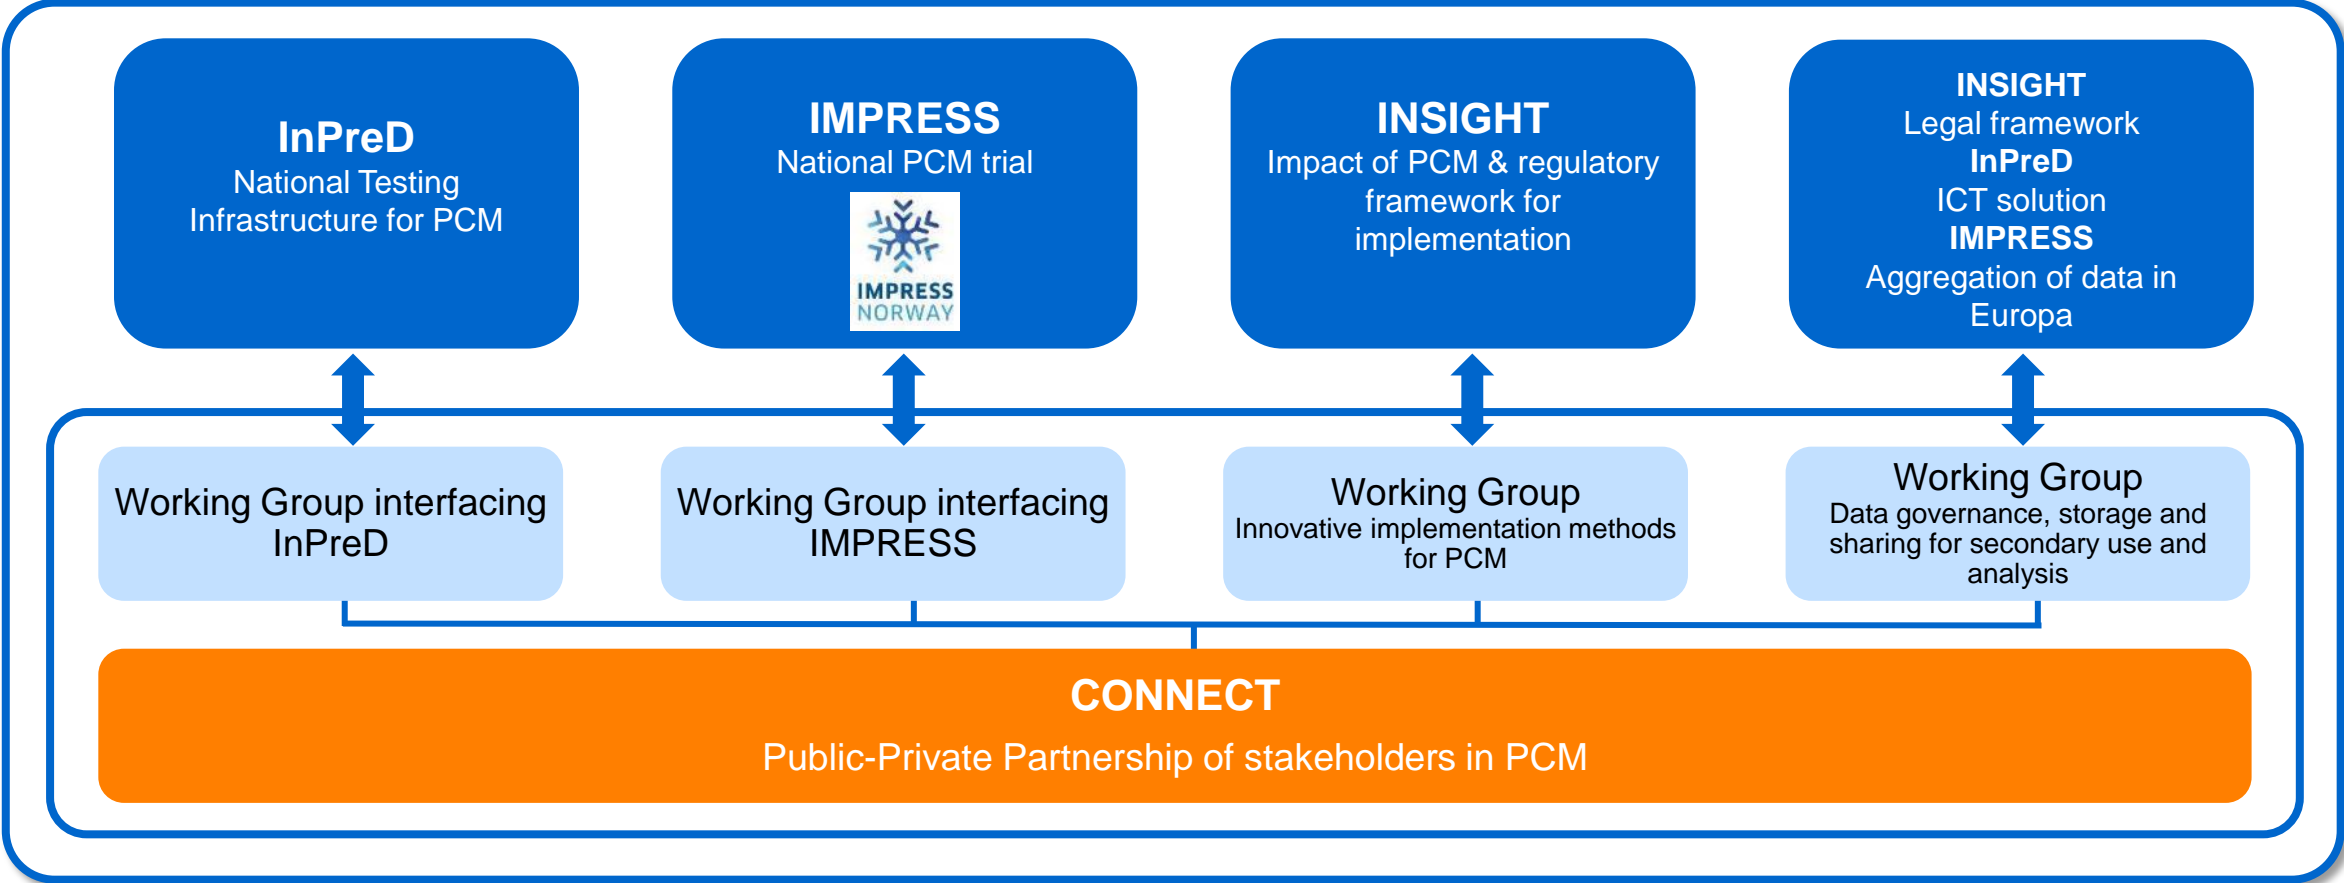 InPreD
National Testing
Infrastructure for PCM
IMPRESS
National PCM trial
IMPRESS
NORWAY
INSIGHT
Impact of PCM & regulatory
framework for
implementation
INSIGHT
Legal framework
InPreD
ICT solution
IMPRESS
Aggregation of data in
Europa
Working Group interfacing
InPreD
Working Group interfacing
IMPRESS
Working Group
Innovative implementation methods
for PCM
Working Group
Data governance, storage and
sharing for secondary use and
analysis
CONNECT
Public-Private Partnership of stakeholders in PCM